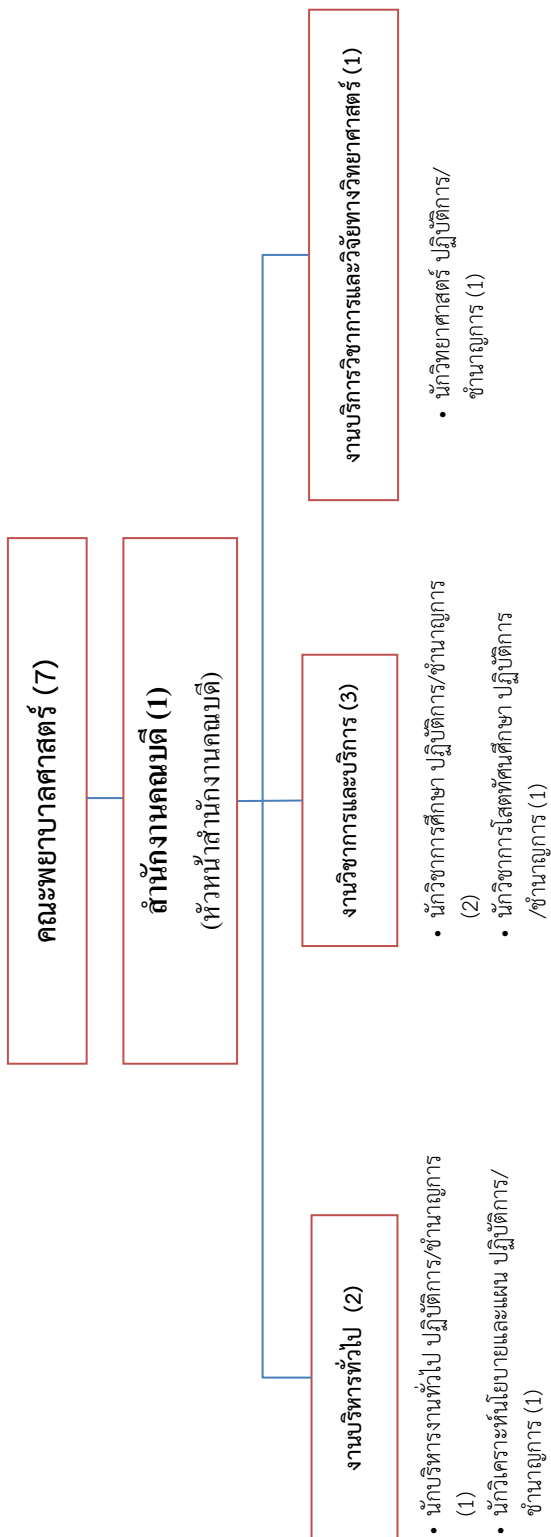 คณะพยาบาลศาสตร์ (7)
สำนักงานคณบดี (1)
(หัวหน้าสำนักงานคณบดี)
งานบริหารทั่วไป (2)
• นักบริหารงานทั่วไป ปฏิบัติการ/ชำนาญการ
(1)
• นักวิเคราะห์นโยบายและแผน ปฏิบัติการ/
ชำนาญการ (1)
งานวิชาการและบริการ (3)
• นักวิชาการศึกษา ปฏิบัติการ/ชำนาญการ
(2)
• นักวิชาการโสตทัศนศึกษา ปฏิบัติการ
/ชำนาญการ (1)
งานบริการวิชาการและวิจัยทางวิทยาศาสตร์ (1)
• นักวิทยาศาสตร์ ปฏิบัติการ/
ชำนาญการ (1)